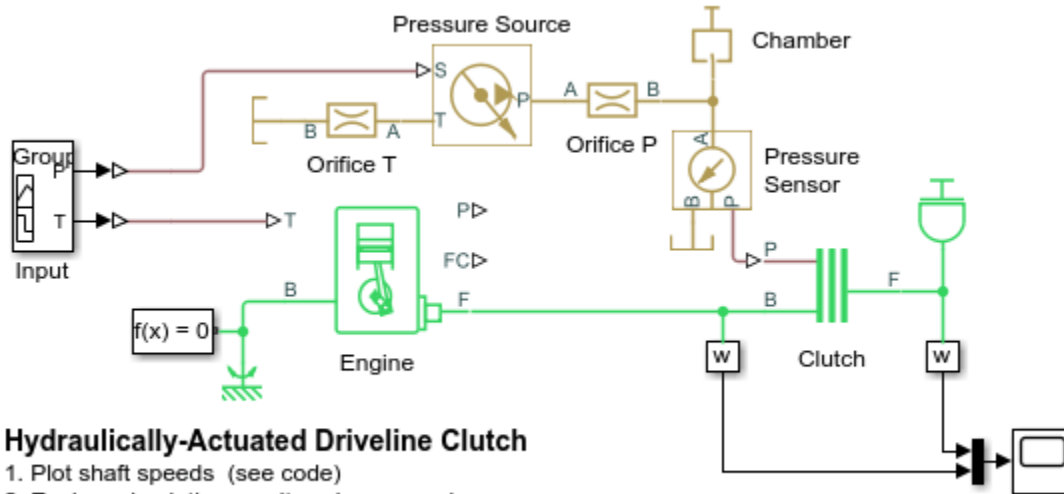 Pressure Source
Chamber
S
P
T
A
B
B
A
Orifice T
Orifice P
A
Pressure
Sensor
B
P
Group
P
T
Input
T
P
FC
P
B
F
B
F
f(x) = 0
Engine
w
Clutch
w
Hydraulically-Actuated Driveline Clutch
1. Plot shaft speeds (see code)